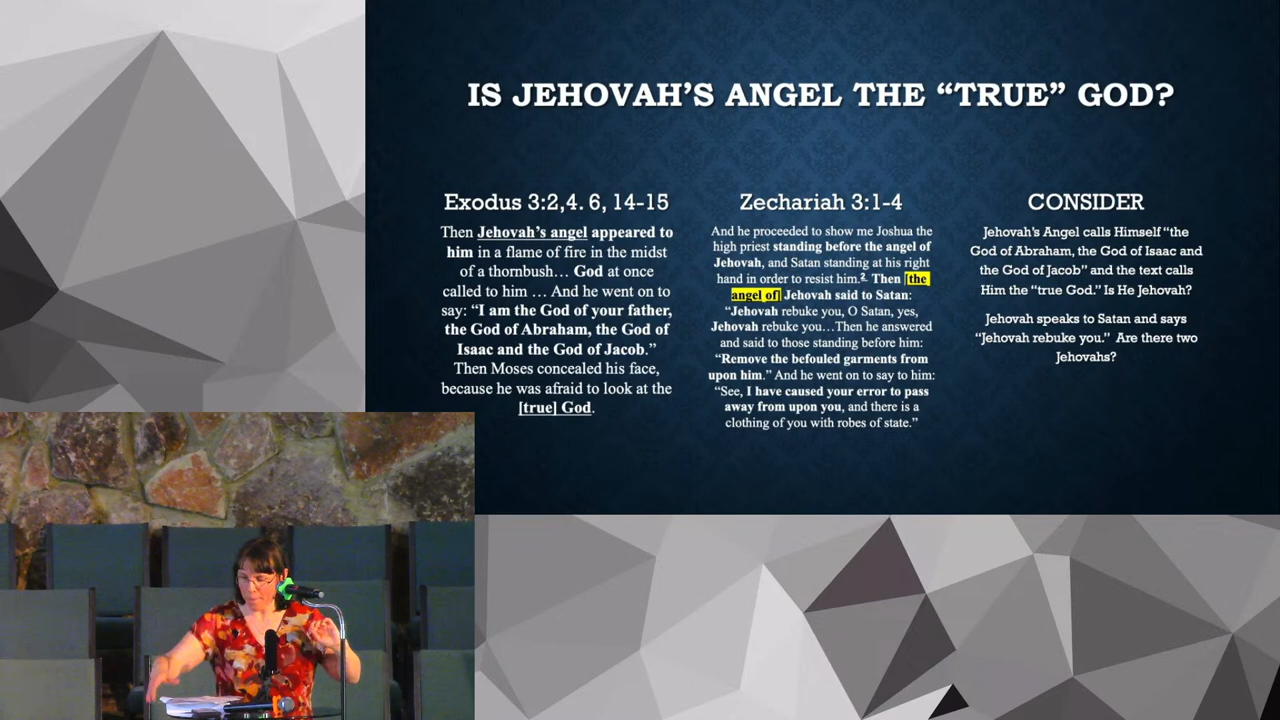 IS JEHOVAH'S ANGEL THE “TRUE” GOD?
Exodus 3:2,4. 6, 14-15
Then Jehovah's angel appeared to
him in a flame of fire in the midst
of a thornbush… God at once
called to him … And he went on to
say: “I am the God of your father,
the God of Abraham, the God of
Isaac and the God of Jacob.”
Then Moses concealed his face,
because he was afraid to look at the
[true] God.
Zechariah 3:1-4
And he proceeded to show me Joshua the
high priest standing before the angel of
Jehovah, and Satan standing at his right
hand in order to resist him.2 Then [the
angel of] Jehovah said to Satan:
“Jehovah rebuke you, O Satan, yes,
Jehovah rebuke you…Then he answered
and said to those standing before him:
“Remove the befouled garments from
upon him.” And he went on to say to him:
“See, I have caused your error to pass
away from upon you, and there is a
clothing of you with robes of state.”
CONSIDER
Jehovah's Angel calls Himself “the
God of Abraham, the God of Isaac and
the God of Jacob” and the text calls
Him the “true God.” Is He Jehovah?
Jehovah speaks to Satan and says
“Jehovah rebuke you.” Are there two
Jehovahs?